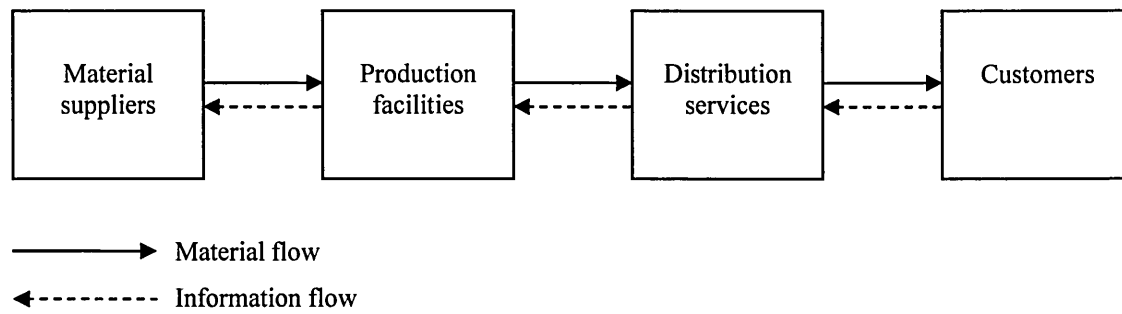 Material
suppliers
Production
facilities
Distribution
services
Customers
Material flow
Information flow